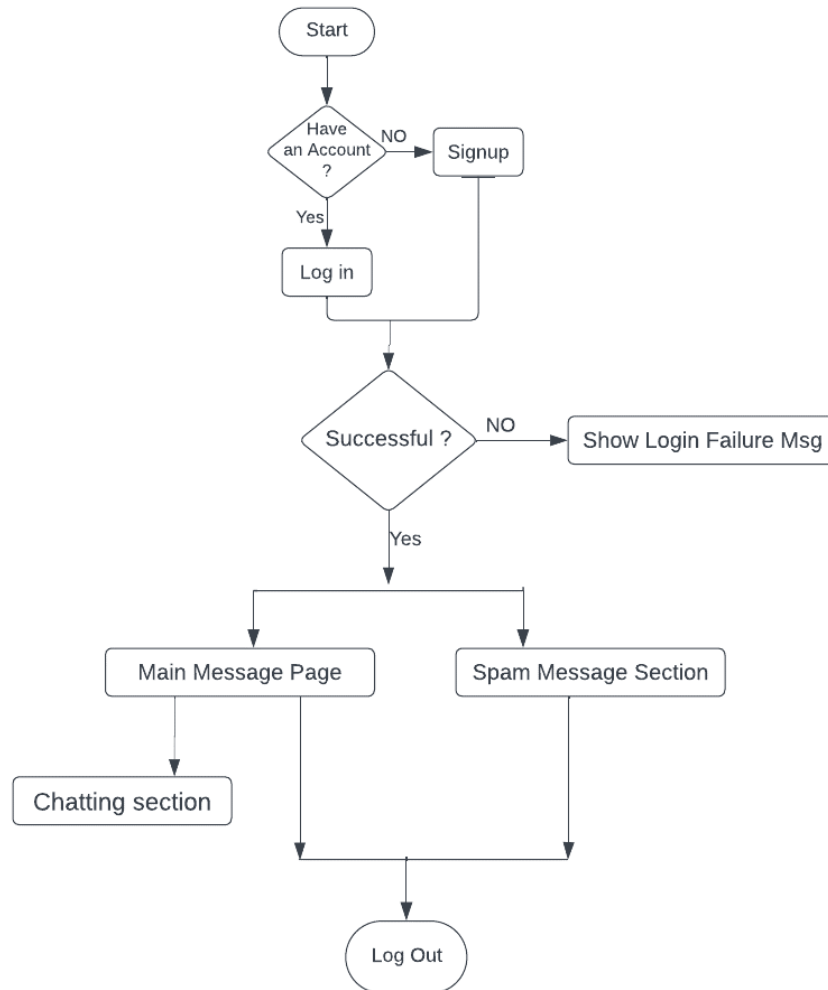 Start
Have
an Account
?
NO
Signup
Yes
Log in
Successful ?
NO
Show Login Failure Msg
Yes
Main Message Page
Spam Message Section
Chatting section
Log Out